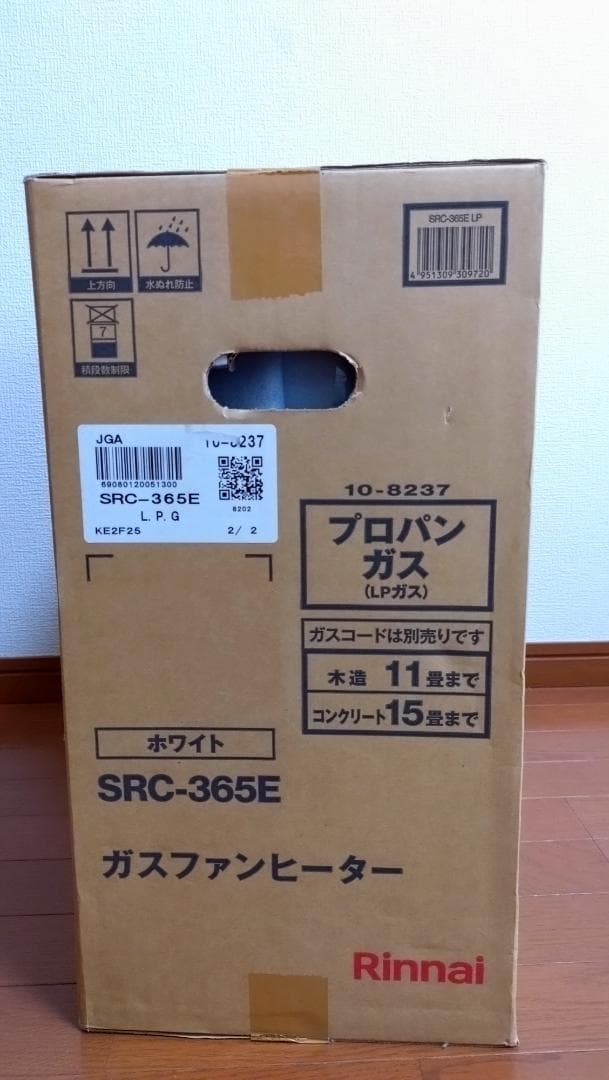 上方向
水ぬれ防止
7
積段数制限
SRC-365E LP
4 951309 309720
JGA
10-8237
69080120051300
SRC-365E
8202
L.P.G
KE2F25
2/ 2
10-8237
プロパン
ガス
(LPガス)
ガスコードは別売りです
木造 11畳まで
コンクリート15畳まで
ホワイト
SRC-365E
ガスファンヒーター
Rinnai